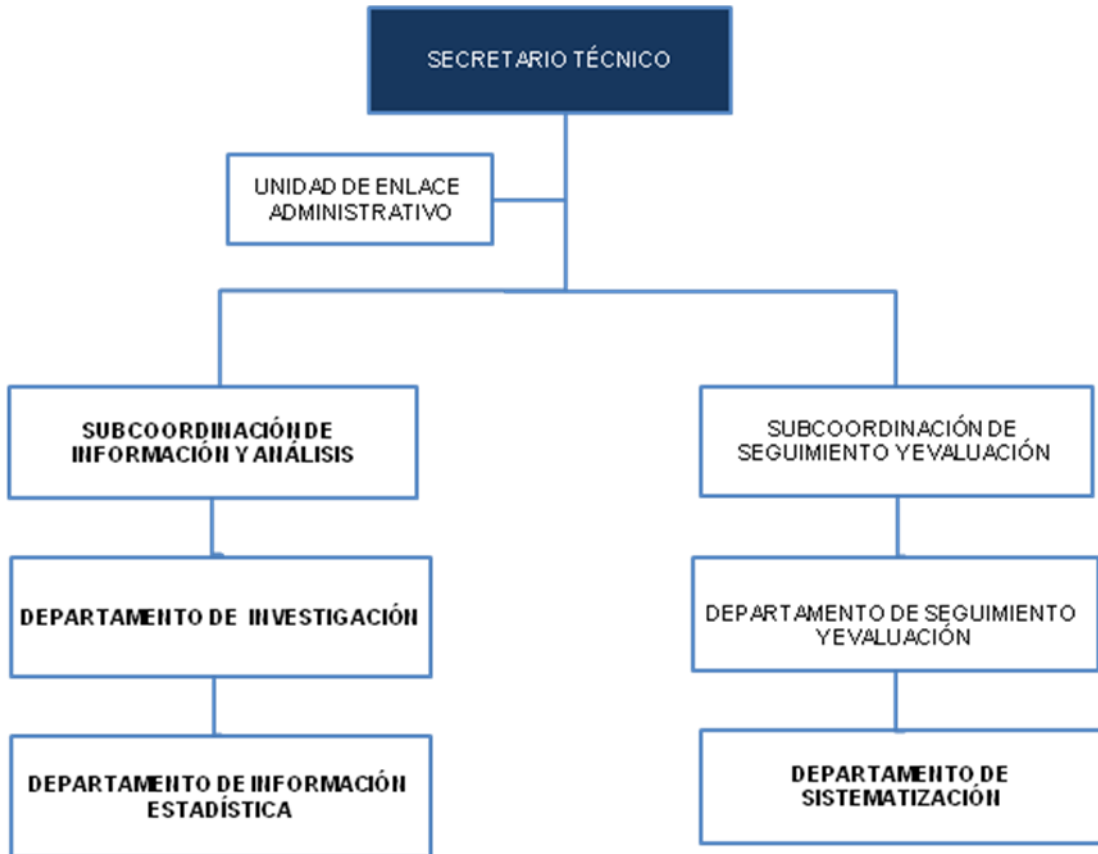 SECRETARIO TÉCNICO
UNIDAD DE ENLACE
ADMINISTRATIVO
SUBCOORDINACIÓN DE
INFORMACIÓN Y ANÁLISIS
SUBCOORDINACIÓN DE
SEGUIMIENTO YEVALUACIÓN
DEPARTAMENTO DE INVESTIGACIÓN
DEPARTAMENTO DE SEGUIMIENTO
YEVALUACIÓN
DEPARTAMENTO DE INFORMACIÓN
ESTADÍSTICA
DEPARTAMENTO DE
SISTEMATIZACIÓN